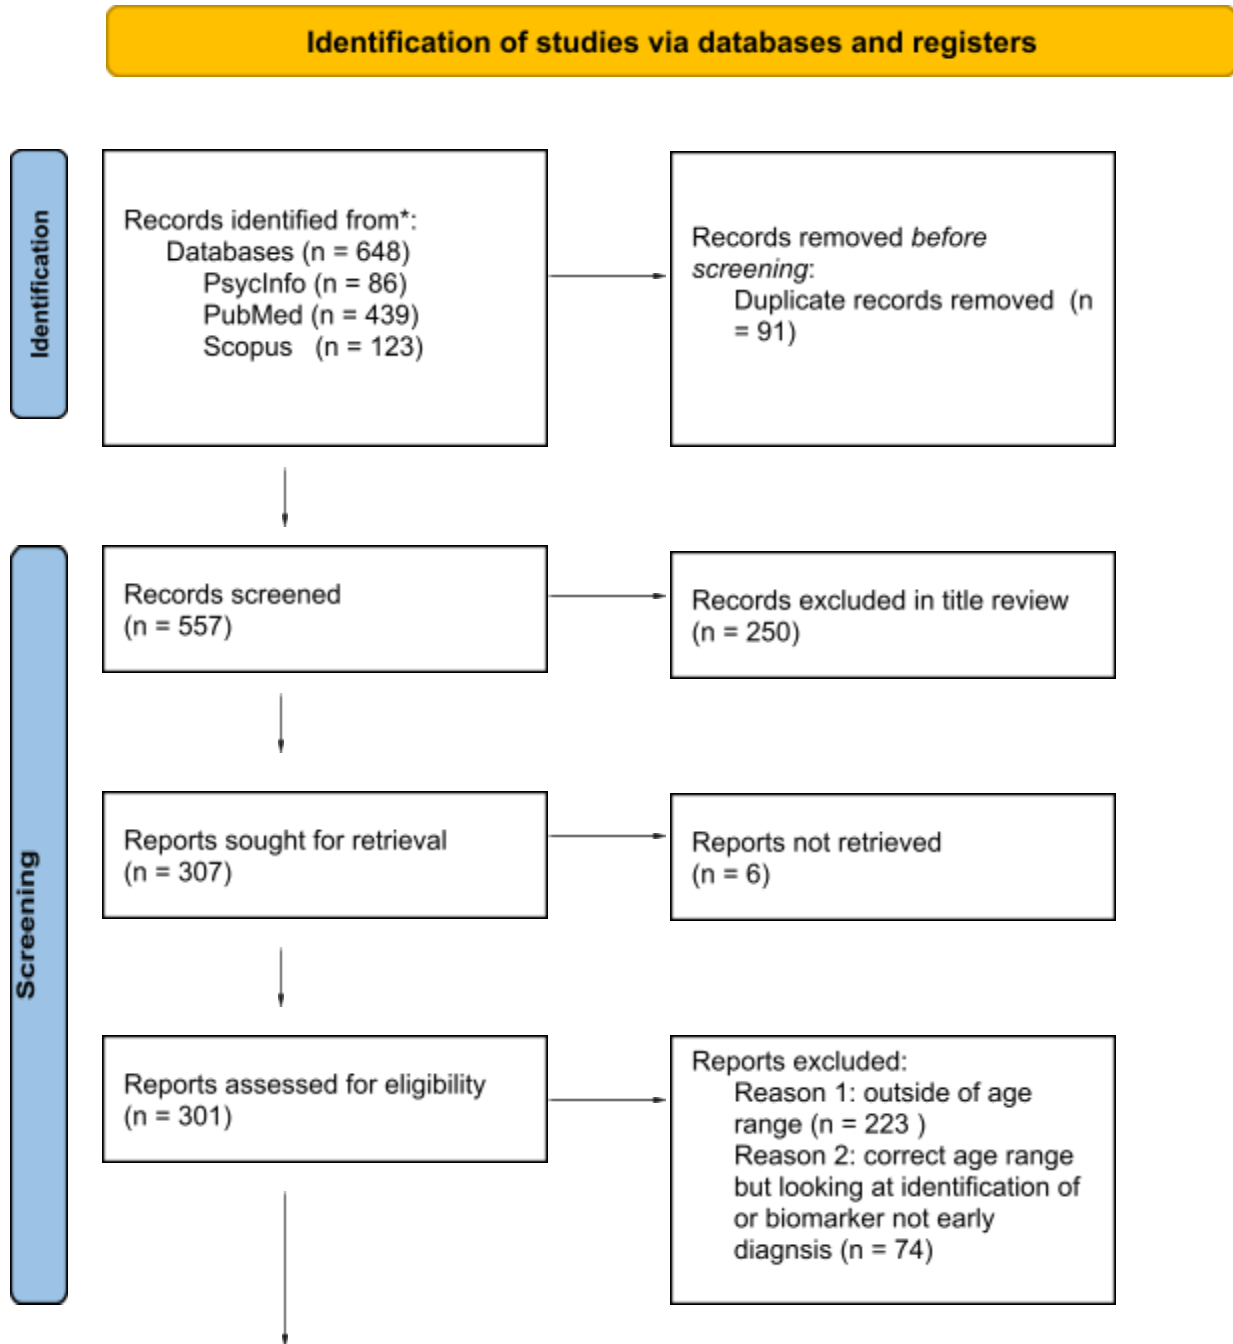 Identification of studies via databases and registers
Identification
Records identified from*:
Databases (n = 648)
PsycInfo (n = 86)
PubMed (n = 439)
Scopus (n = 123)
Records removed before
screening:
Duplicate records removed (n
= 91)
Screening
Records screened
(n = 557)
Records excluded in title review
(n = 250)
Reports sought for retrieval
(n = 307)
Reports not retrieved
(n = 6)
Reports assessed for eligibility
(n = 301)
Reports excluded:
Reason 1: outside of age
range (n = 223 )
Reason 2: correct age range
but looking at identification of
or biomarker not early
diagnsis (n = 74)